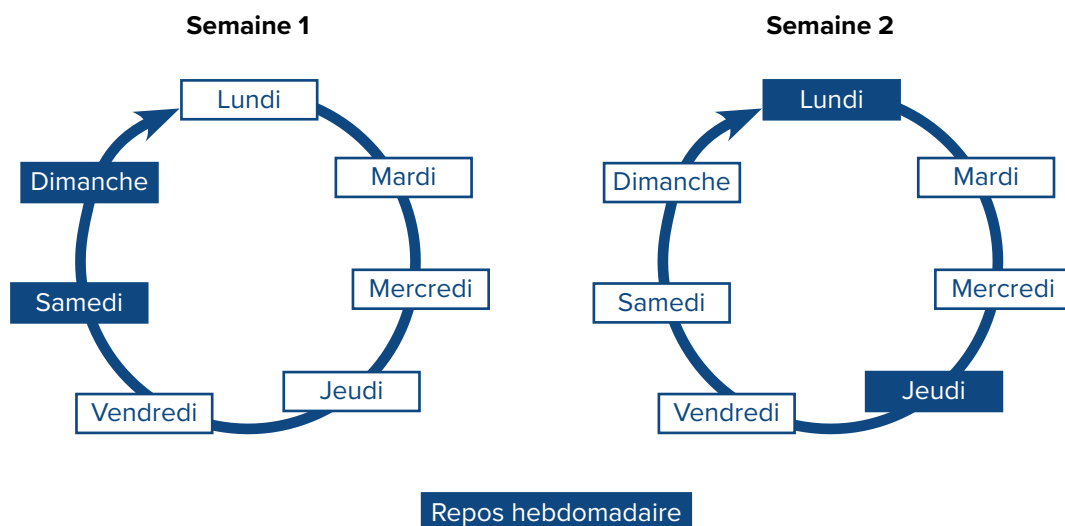 Semaine 1
Lundi
Mardi
Mercredi
Jeudi
Vendredi
Samedi
Dimanche
Semaine 2
Lundi
Mardi
Mercredi
Jeudi
Vendredi
Samedi
Dimanche
Repos hebdomadaire